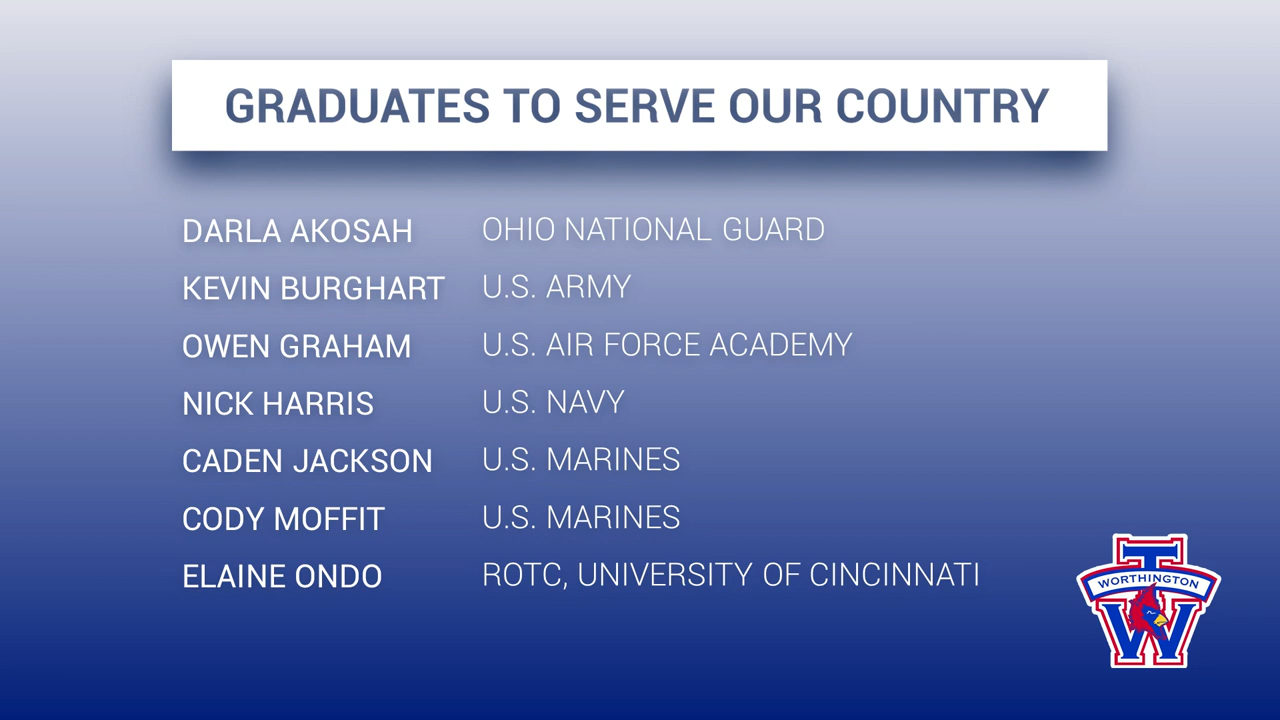 GRADUATES TO SERVE OUR COUNTRY
DARLA AKOSAH OHIO NATIONAL GUARD
KEVIN BURGHART U.S. ARMY
OWEN GRAHAM U.S. AIR FORCE ACADEMY
NICK HARRIS U.S. NAVY
CADEN JACKSON U.S. MARINES
CODY MOFFIT U.S. MARINES
ELAINE ONDO ROTC, UNIVERSITY OF CINCINNATI
T
WORTHINGTON
W